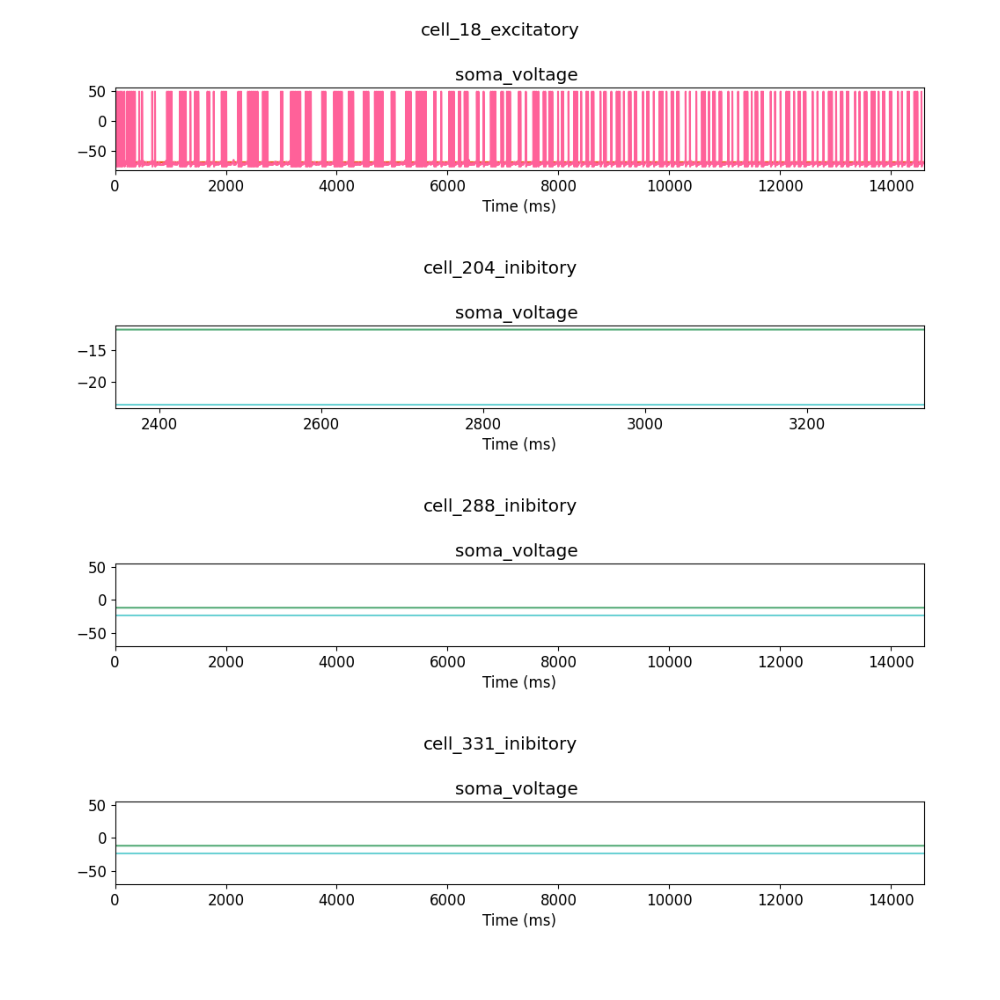 cell_18_excitatory
soma_voltage
50
0
−50
0 2000 4000 6000 8000 10000 12000 14000
Time (ms)
cell_204_inibitory
soma_voltage
−15
−20
2400 2600 2800 3000 3200
Time (ms)
cell_288_inibitory
soma_voltage
50
0
−50
0 2000 4000 6000 8000 10000 12000 14000
Time (ms)
cell_331_inibitory
soma_voltage
50
0
−50
0 2000 4000 6000 8000 10000 12000 14000
Time (ms)